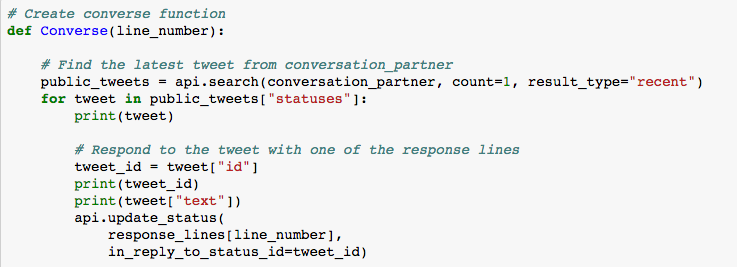 # Create converse function
def Converse(line_number):
# Find the latest tweet from conversation_partner
public_tweets = api.search(conversation_partner, count=1, result_type="recent")
for tweet in public_tweets["statuses"]:
print(tweet)
# Respond to the tweet with one of the response lines
tweet_id = tweet["id"]
print(tweet_id)
print(tweet["text"])
api.update_status(
response_lines[line_number],
in_reply_to_status_id=tweet_id)